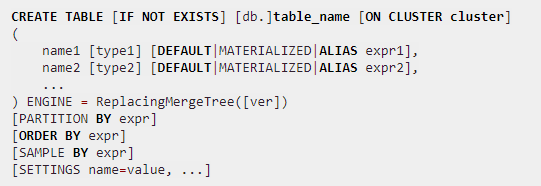 CREATE TABLE [IF NOT EXISTS] [db.]table_name [ON CLUSTER cluster]
(
    name1 [type1] [DEFAULT|MATERIALIZED|ALIAS expr1],
    name2 [type2] [DEFAULT|MATERIALIZED|ALIAS expr2],
    ...
) ENGINE = ReplacingMergeTree([ver])
[PARTITION BY expr]
[ORDER BY expr]
[SAMPLE BY expr]
[SETTINGS name=value, ...]